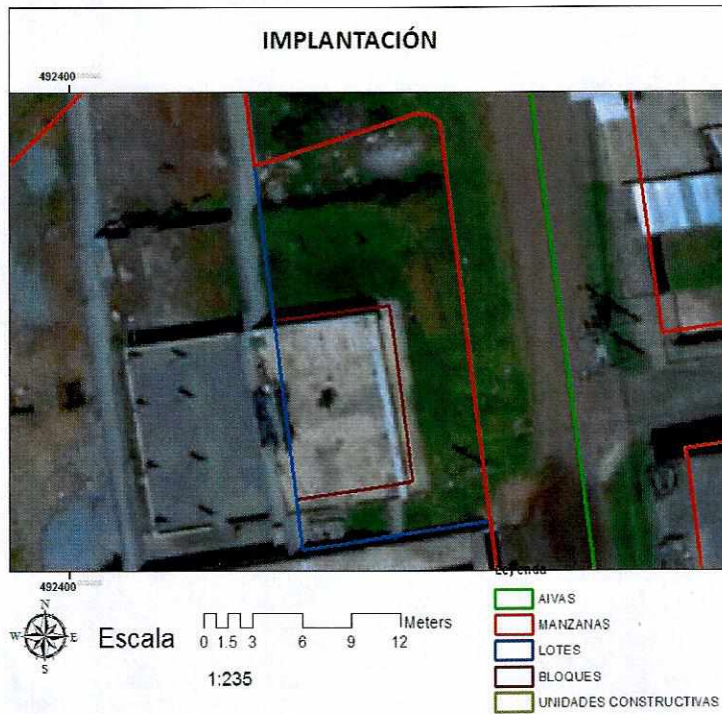 IMPLANTACIÓN
492400
492400
N
W E
S
Escala
0 1.5 3 6 9 12 Meters
1:235
Leyenda
AIVAS
MANZANAS
LOTES
BLOQUES
UNIDADES CONSTRUCTIVAS